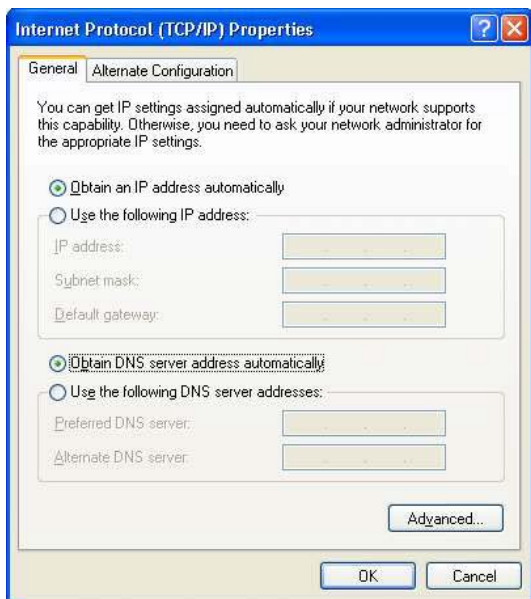 Internet Protocol (TCP/IP) Properties
General
Alternate Configuration
You can get IP settings assigned automatically if your network supports
this capability. Otherwise, you need to ask your network administrator for
the appropriate IP settings.
Obtain an IP address automatically
Use the following IP address:
IP address:
Subnet mask:
Default gateway:
Obtain DNS server address automatically
Use the following DNS server addresses:
Preferred DNS server:
Alternate DNS server:
Advanced...
OK
Cancel